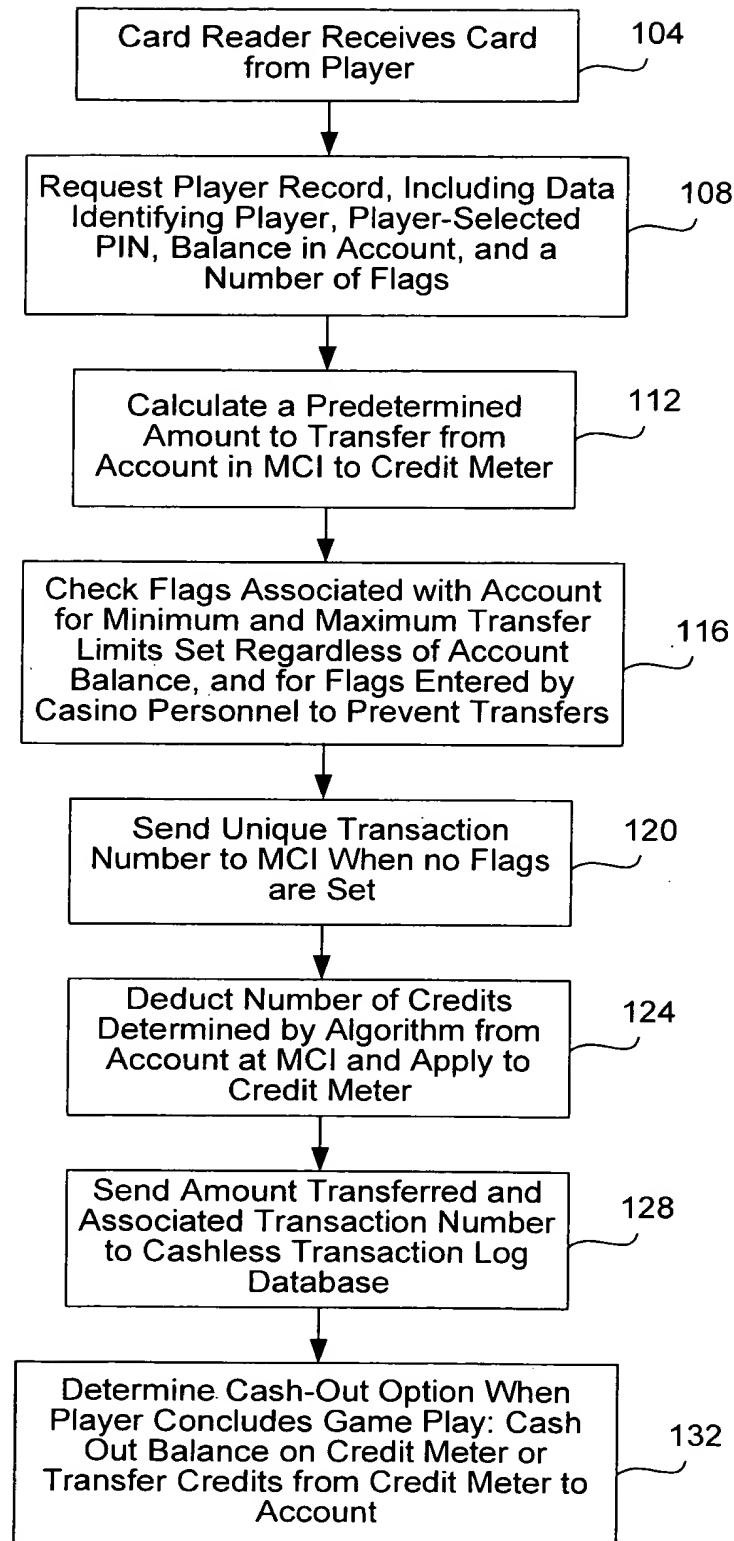 Card Reader Receives Card
from Player
104
Request Player Record, Including Data
Identifying Player, Player-Selected
PIN, Balance in Account, and a
Number of Flags
108
Calculate a Predetermined
Amount to Transfer from
Account in MCI to Credit Meter
112
Check Flags Associated with Account
for Minimum and Maximum Transfer
Limits Set Regardless of Account
Balance, and for Flags Entered by
Casino Personnel to Prevent Transfers
116
Send Unique Transaction
Number to MCI When no Flags
are Set
120
Deduct Number of Credits
Determined by Algorithm from
Account at MCI and Apply to
Credit Meter
124
Send Amount Transferred and
Associated Transaction Number
to Cashless Transaction Log
Database
128
Determine Cash-Out Option When
Player Concludes Game Play: Cash
Out Balance on Credit Meter or
Transfer Credits from Credit Meter to
Account
132